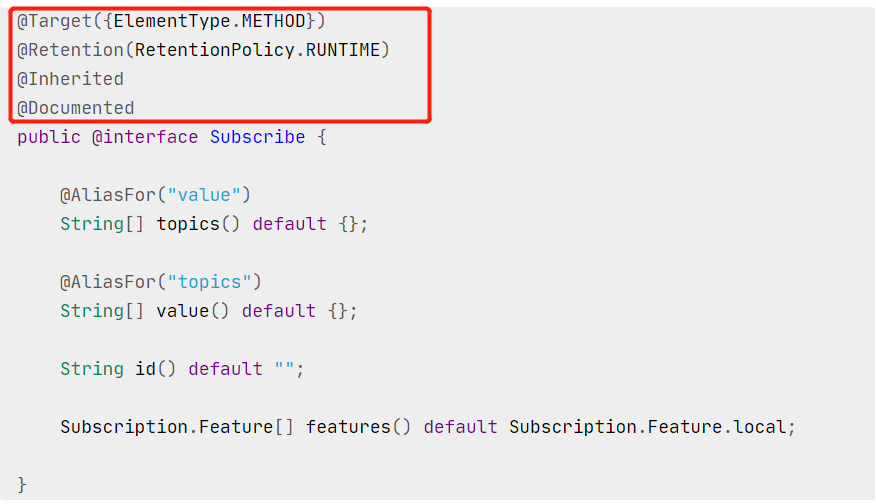 @Target({ElementType.METHOD})
@Retention(RetentionPolicy.RUNTIME)
@Inherited
@Documented
public @interface Subscribe {
@AliasFor("value")
String[] topics() default {};
@AliasFor("topics")
String[] value() default {};
String id() default "";
Subscription.Feature[] features() default Subscription.Feature.local;
}